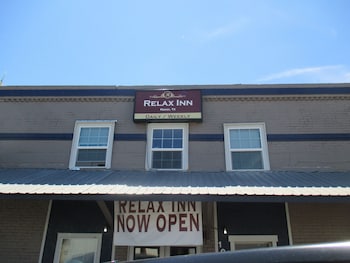 RELAX INN
DAILY / WEEKLY
RELAX INN
NOW OPEN